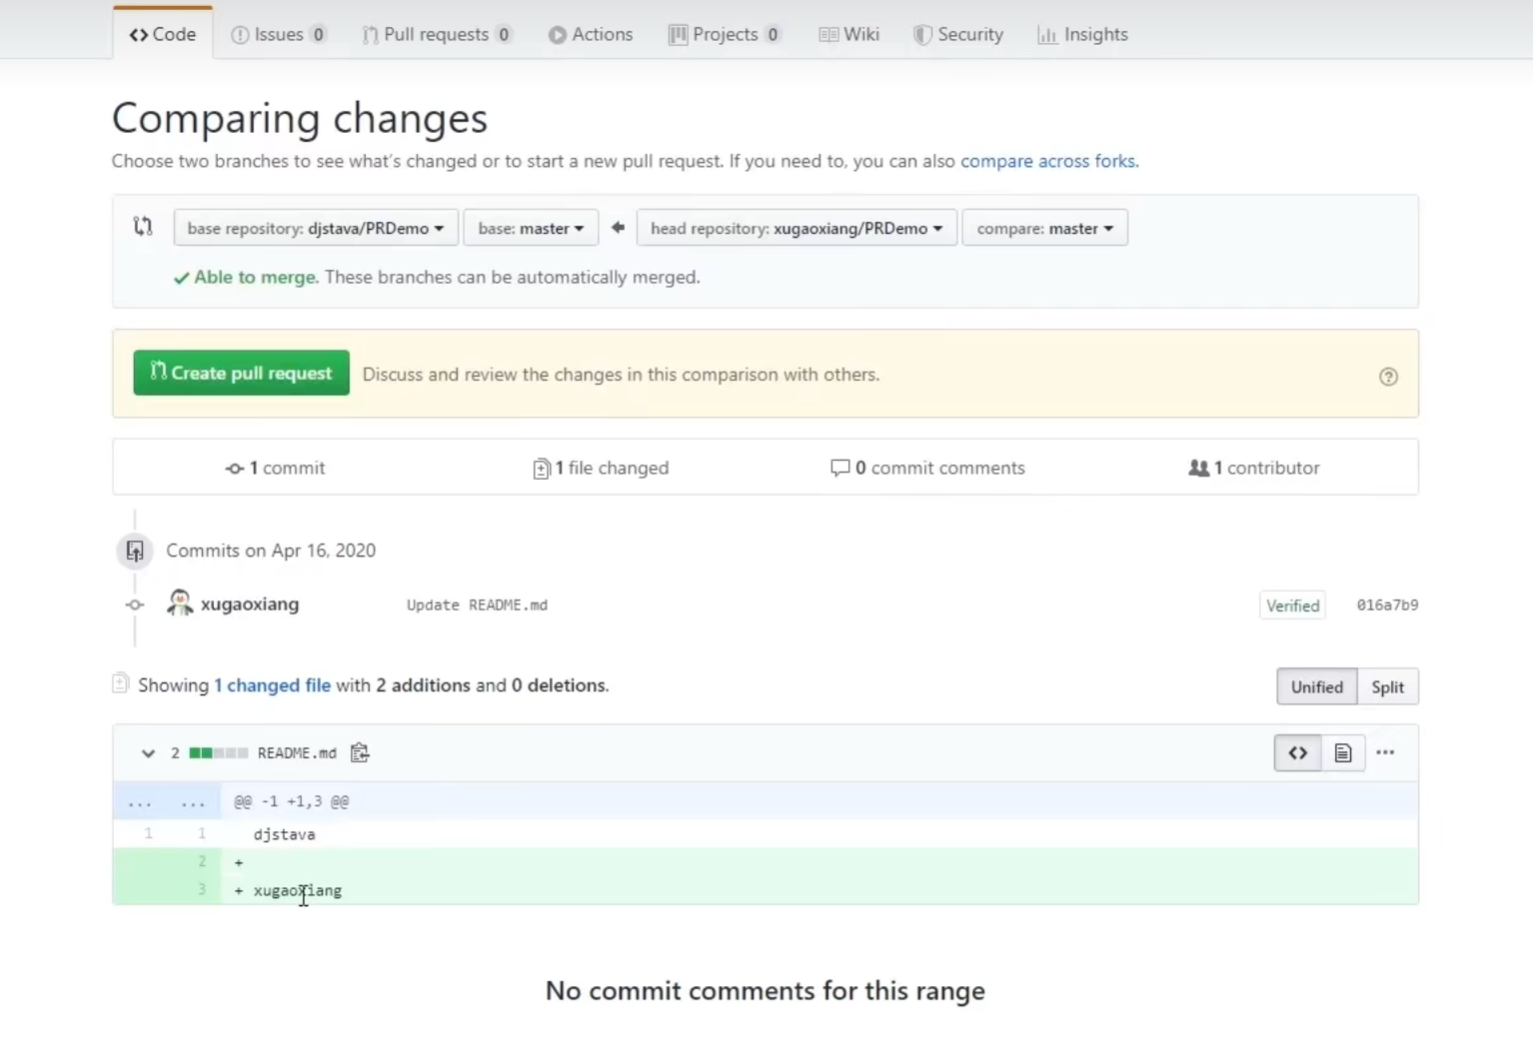 Code Issues 0 Pull requests 0 Actions Projects 0 Wiki Security Insights
Comparing changes
Choose two branches to see what's changed or to start a new pull request. If you need to, you can also compare across forks.
base repository: djstava/PRDemo base: master head repository: xugaoxiang/PRDemo compare: master
Able to merge. These branches can be automatically merged.
Create pull request Discuss and review the changes in this comparison with others.
1 commit 1 file changed 0 commit comments 1 contributor
Commits on Apr 16, 2020
xugaoxiang Update README.md Verified 016a7b9
Showing 1 changed file with 2 additions and 0 deletions. Unified Split
2 README.md
... ... @@ -1 +1,3 @@
1 1 djstava
2 +
3 + xugaoxiang
No commit comments for this range